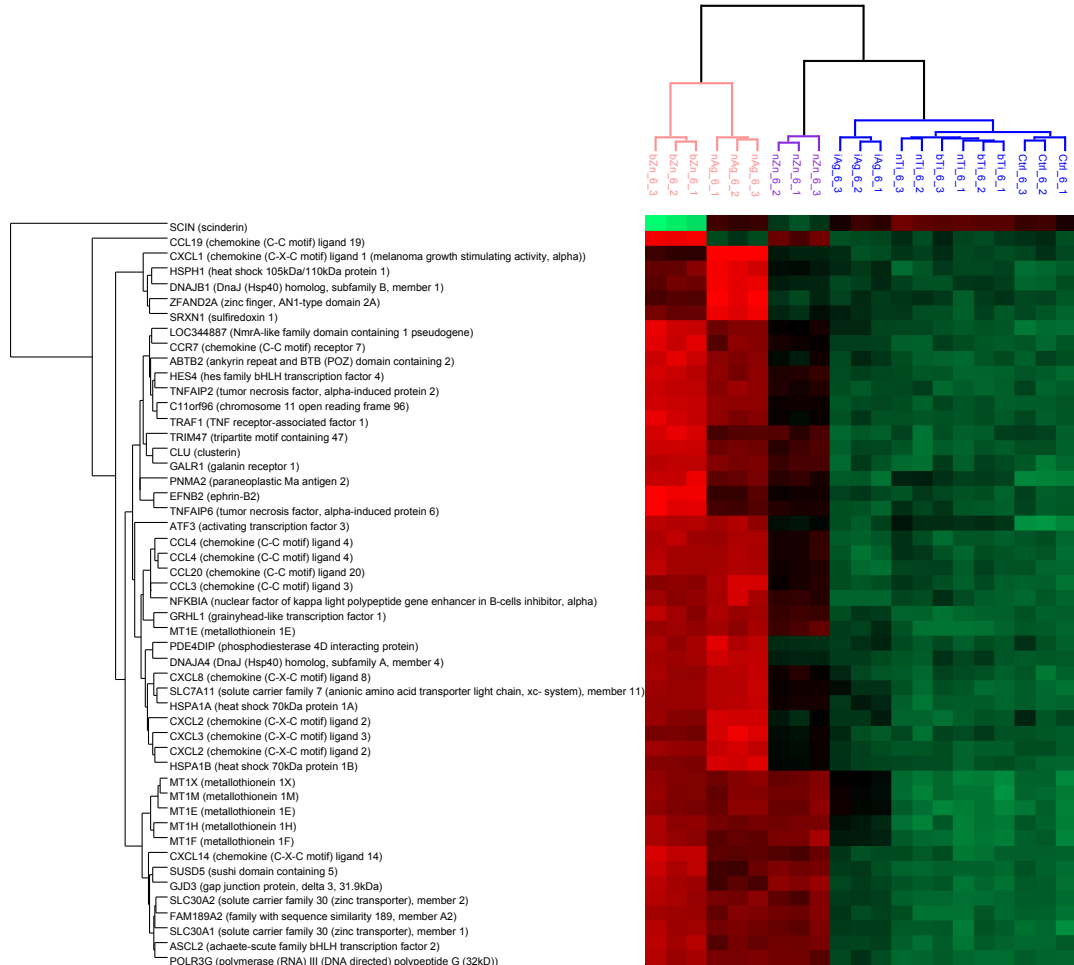 bZn_6_3
bZn_6_2
bZn_6_1
nAg_6_1
nAg_6_2
nAg_6_3
nZn_6_2
nZn_6_1
nZn_6_3
iAg_6_3
iAg_6_2
iAg_6_1
nTi_6_3
nTi_6_2
bTi_6_3
nTi_6_1
bTi_6_2
bTi_6_1
Ctrl_6_3
Ctrl_6_2
Ctrl_6_1
SCIN (scinderin)
CCL19 (chemokine (C-C motif) ligand 19)
CXCL1 (chemokine (C-X-C motif) ligand 1 (melanoma growth stimulating activity, alpha))
HSPH1 (heat shock 105kDa/110kDa protein 1)
DNAJB1 (DnaJ (Hsp40) homolog, subfamily B, member 1)
ZFAND2A (zinc finger, AN1-type domain 2A)
SRXN1 (sulfiredoxin 1)
LOC344887 (NmrA-like family domain containing 1 pseudogene)
CCR7 (chemokine (C-C motif) receptor 7)
ABTB2 (ankyrin repeat and BTB (POZ) domain containing 2)
HES4 (hes family bHLH transcription factor 4)
TNFAIP2 (tumor necrosis factor, alpha-induced protein 2)
C11orf96 (chromosome 11 open reading frame 96)
TRAF1 (TNF receptor-associated factor 1)
TRIM47 (tripartite motif containing 47)
CLU (clusterin)
GALR1 (galanin receptor 1)
PNMA2 (paraneoplastic Ma antigen 2)
EFNB2 (ephrin-B2)
TNFAIP6 (tumor necrosis factor, alpha-induced protein 6)
ATF3 (activating transcription factor 3)
CCL4 (chemokine (C-C motif) ligand 4)
CCL4 (chemokine (C-C motif) ligand 4)
CCL20 (chemokine (C-C motif) ligand 20)
CCL3 (chemokine (C-C motif) ligand 3)
NFKBIA (nuclear factor of kappa light polypeptide gene enhancer in B-cells inhibitor, alpha)
GRHL1 (grainyhead-like transcription factor 1)
MT1E (metallothionein 1E)
PDE4DIP (phosphodiesterase 4D interacting protein)
DNAJA4 (DnaJ (Hsp40) homolog, subfamily A, member 4)
CXCL8 (chemokine (C-X-C motif) ligand 8)
SLC7A11 (solute carrier family 7 (anionic amino acid transporter light chain, xc- system), member 11)
HSPA1A (heat shock 70kDa protein 1A)
CXCL2 (chemokine (C-X-C motif) ligand 2)
CXCL3 (chemokine (C-X-C motif) ligand 3)
CXCL2 (chemokine (C-X-C motif) ligand 2)
HSPA1B (heat shock 70kDa protein 1B)
MT1X (metallothionein 1X)
MT1M (metallothionein 1M)
MT1E (metallothionein 1E)
MT1H (metallothionein 1H)
MT1F (metallothionein 1F)
CXCL14 (chemokine (C-X-C motif) ligand 14)
SUSD5 (sushi domain containing 5)
GJD3 (gap junction protein, delta 3, 31.9kDa)
SLC30A2 (solute carrier family 30 (zinc transporter), member 2)
FAM189A2 (family with sequence similarity 189, member A2)
SLC30A1 (solute carrier family 30 (zinc transporter), member 1)
ASCL2 (achaete-scute family bHLH transcription factor 2)
POLR3G (polymerase (RNA) III (DNA directed) polypeptide G (32kD))